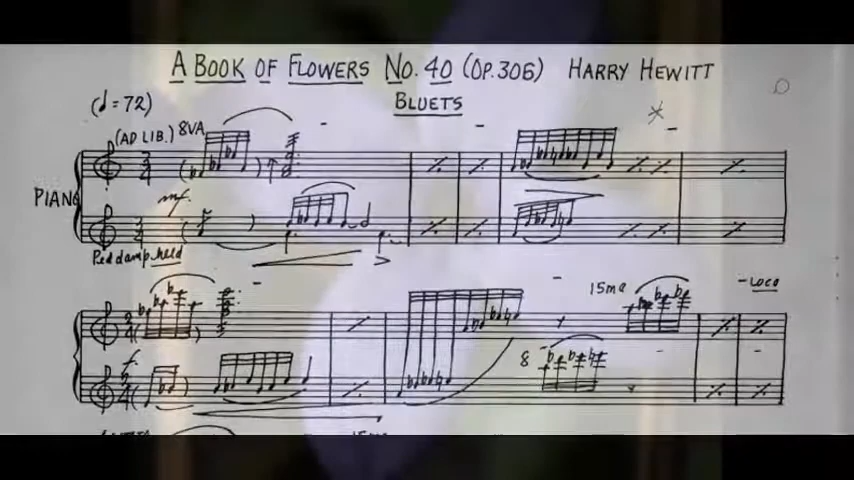 A BOOK OF FLOWERS No. 40 (OP. 306) HARRY HEWITT
BLUETS
(♩=72)
(AD LIB.) 8VA
PIANO
mf.
Ped damp held
15ma
LOCO
f.
8